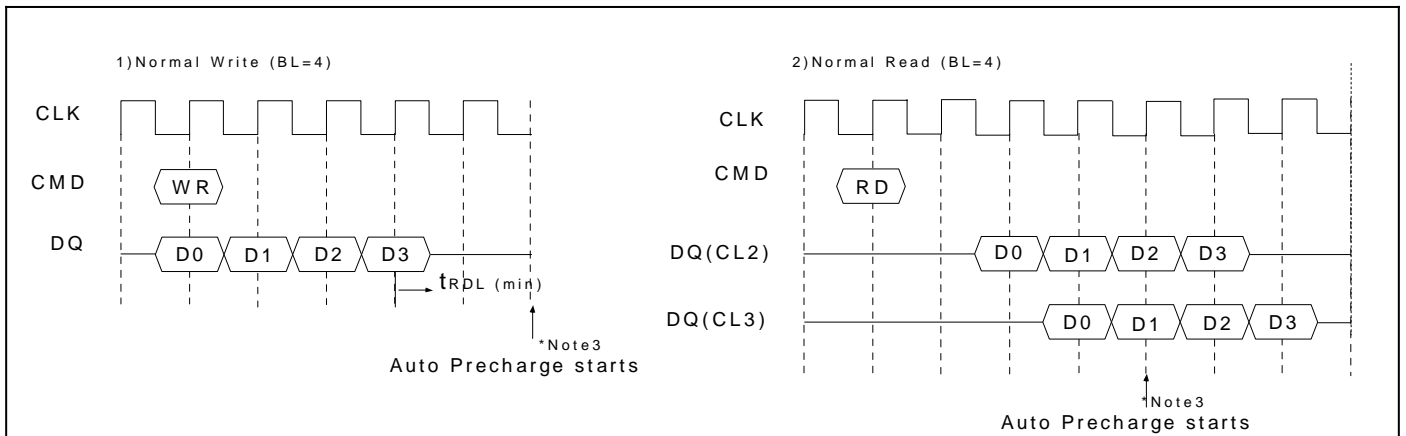 1)Normal Write (BL=4)
CLK
CMD
WR
DQ
D0 D1 D2 D3
tRDL (min)
*Note3
Auto Precharge starts
2)Normal Read (BL=4)
CLK
CMD
RD
DQ(CL2)
D0 D1 D2 D3
DQ(CL3)
D0 D1 D2 D3
*Note3
Auto Precharge starts